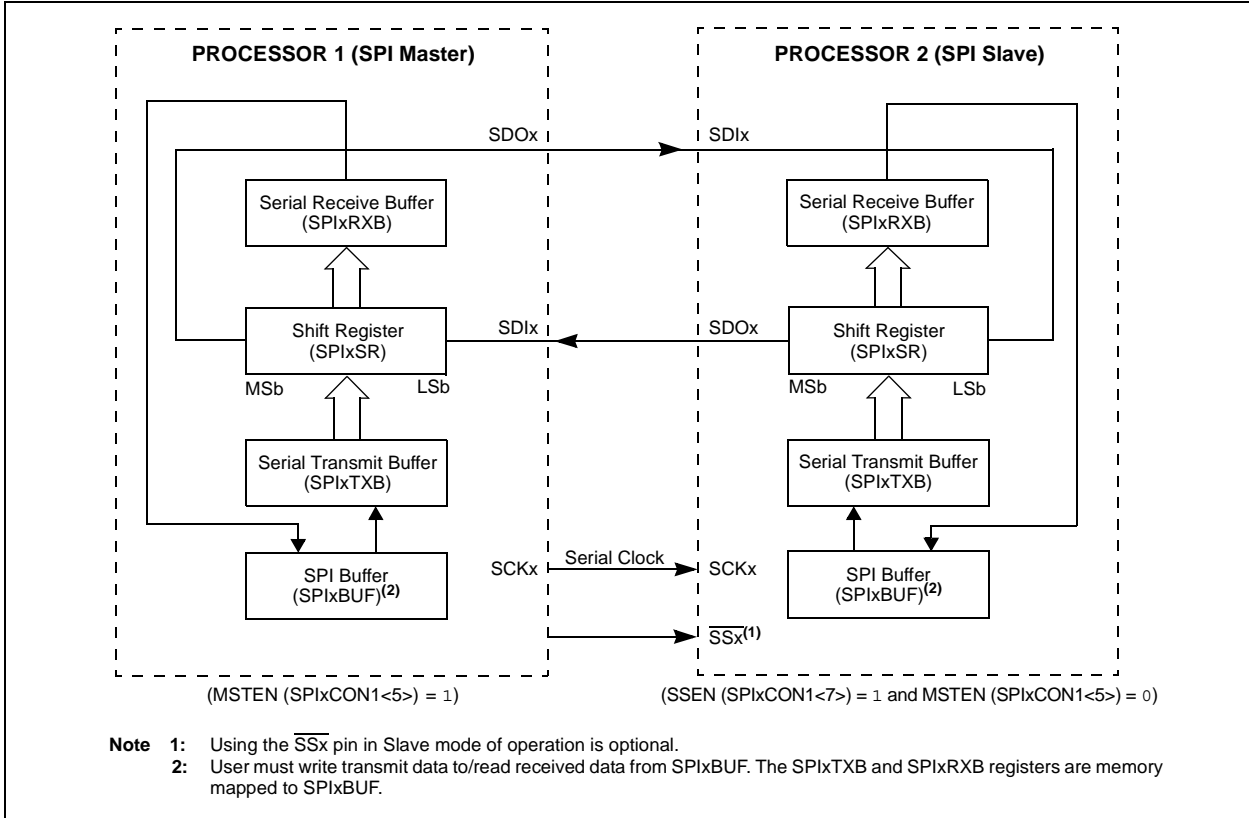 PROCESSOR 1 (SPI Master)
PROCESSOR 2 (SPI Slave)
SDOx
SDIx
Serial Receive Buffer
(SPIxRXB)
Serial Receive Buffer
(SPIxRXB)
Shift Register
(SPIxSR)
SDIx
SDOx
Shift Register
(SPIxSR)
MSb
LSb
MSb
LSb
Serial Transmit Buffer
(SPIxTXB)
Serial Transmit Buffer
(SPIxTXB)
SPI Buffer
(SPIxBUF)(2)
SCKx
Serial Clock
SCKx
SPI Buffer
(SPIxBUF)(2)
SSx(1)
(MSTEN (SPIxCON1<5>) = 1)
(SSEN (SPIxCON1<7>) = 1 and MSTEN (SPIxCON1<5>) = 0)
Note 1: Using the SSx pin in Slave mode of operation is optional.
2: User must write transmit data to/read received data from SPIxBUF. The SPIxTXB and SPIxRXB registers are memory
mapped to SPIxBUF.